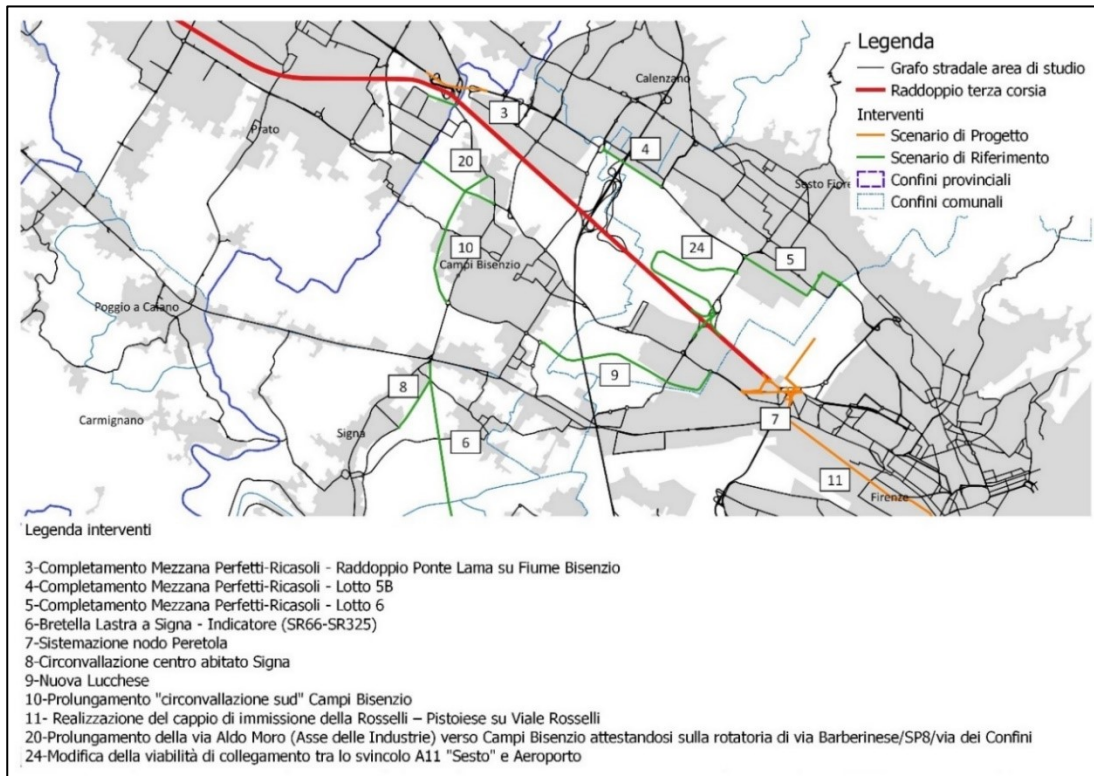 Legenda
Grafo stradale area di studio
Raddoppio terza corsia
Interventi
Scenario di Progetto
Scenario di Riferimento
Confini provinciali
Confini comunali
Calenzano
3
Prato
4
20
Sesto Fiore
10
24
5
Campi Bisenzio
Poggio a Caiano
9
8
Carmignano
7
Signa
6
11
Firenze
Legenda interventi
3-Completamento Mezzana Perfetti-Ricasoli - Raddoppio Ponte Lama su Fiume Bisenzio
4-Completamento Mezzana Perfetti-Ricasoli - Lotto 5B
5-Completamento Mezzana Perfetti-Ricasoli - Lotto 6
6-Bretella Lastra a Signa - Indicatore (SR66-SR325)
7-Sistemazione nodo Peretola
8-Circonvallazione centro abitato Signa
9-Nuova Lucchese
10-Prolungamento "circonvallazione sud" Campi Bisenzio
11- Realizzazione del cappio di immissione della Rosselli – Pistoiese su Viale Rosselli
20-Prolungamento della via Aldo Moro (Asse delle Industrie) verso Campi Bisenzio attestandosi sulla rotatoria di via Barberinese/SP8/via dei Confini
24-Modifica della viabilità di collegamento tra lo svincolo A11 "Sesto" e Aeroporto